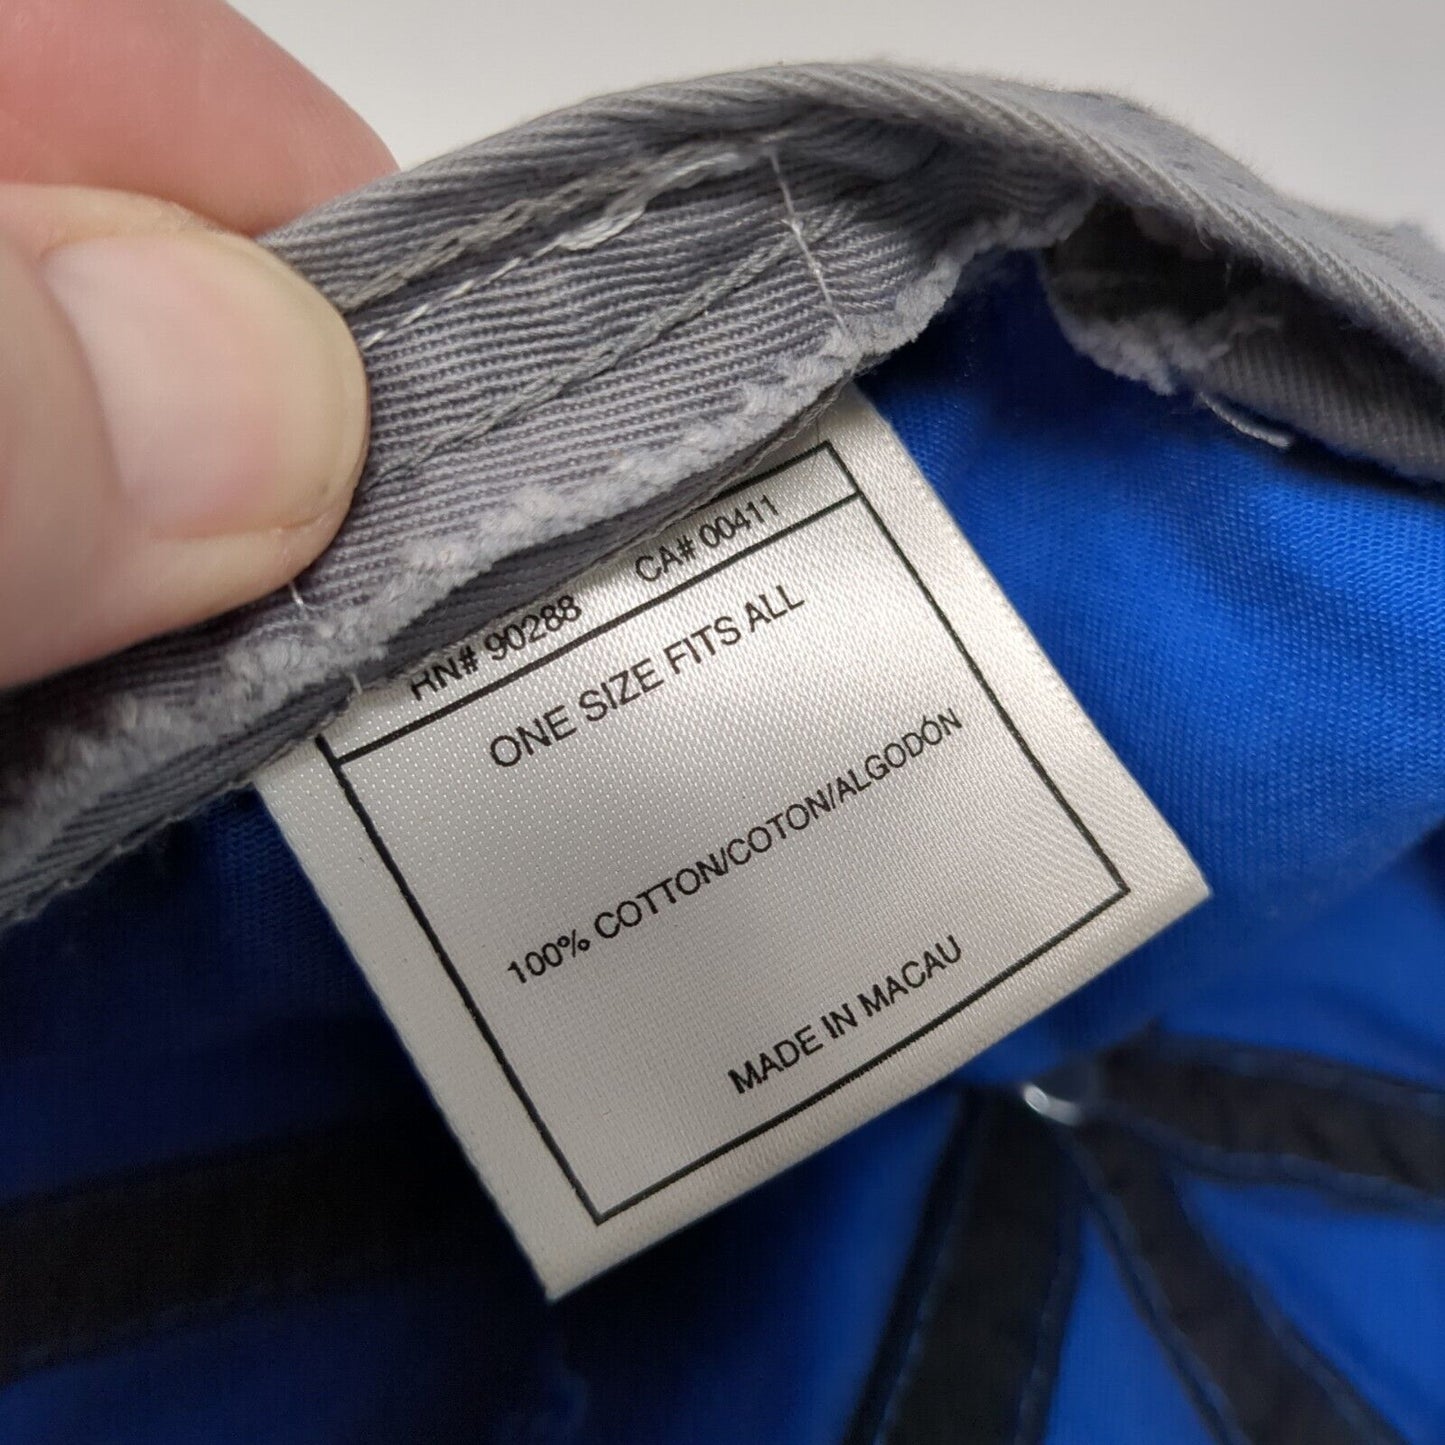 RN# 90288 CA# 00411
ONE SIZE FITS ALL
100% COTTON/COTON/ALGODÓN
MADE IN MACAU